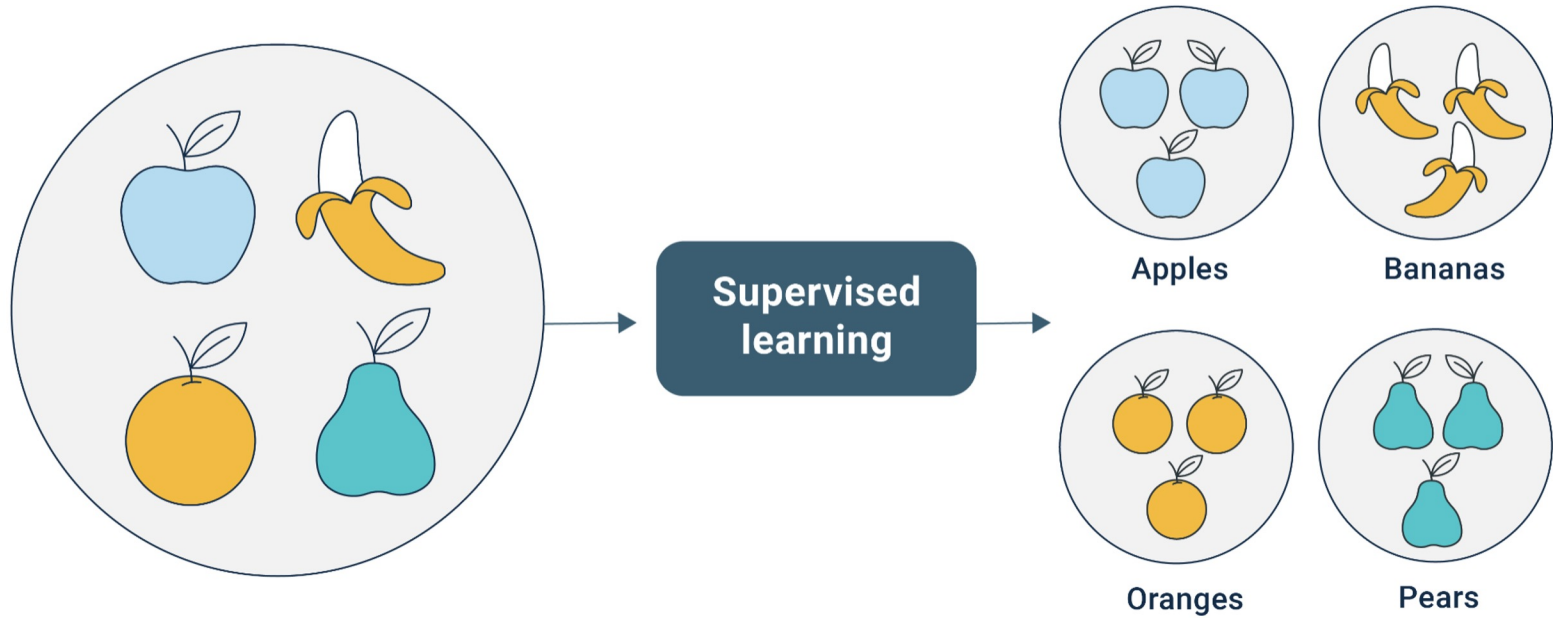 Supervised
learning
Apples
Bananas
Oranges
Pears